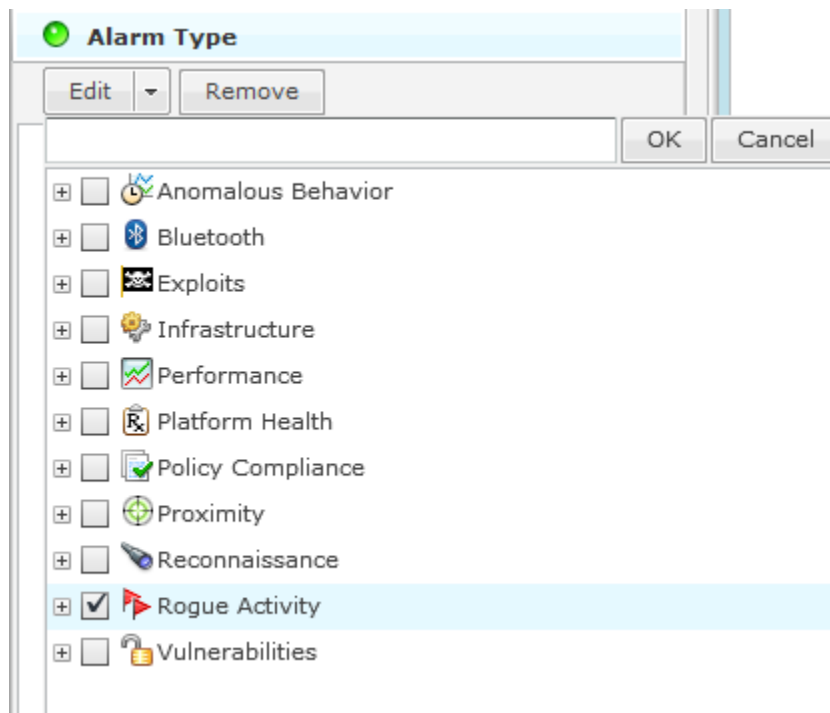 Alarm Type
Edit Remove
OK Cancel
Anomalous Behavior
Bluetooth
Exploits
Infrastructure
Performance
Platform Health
Policy Compliance
Proximity
Reconnaissance
Rogue Activity
Vulnerabilities